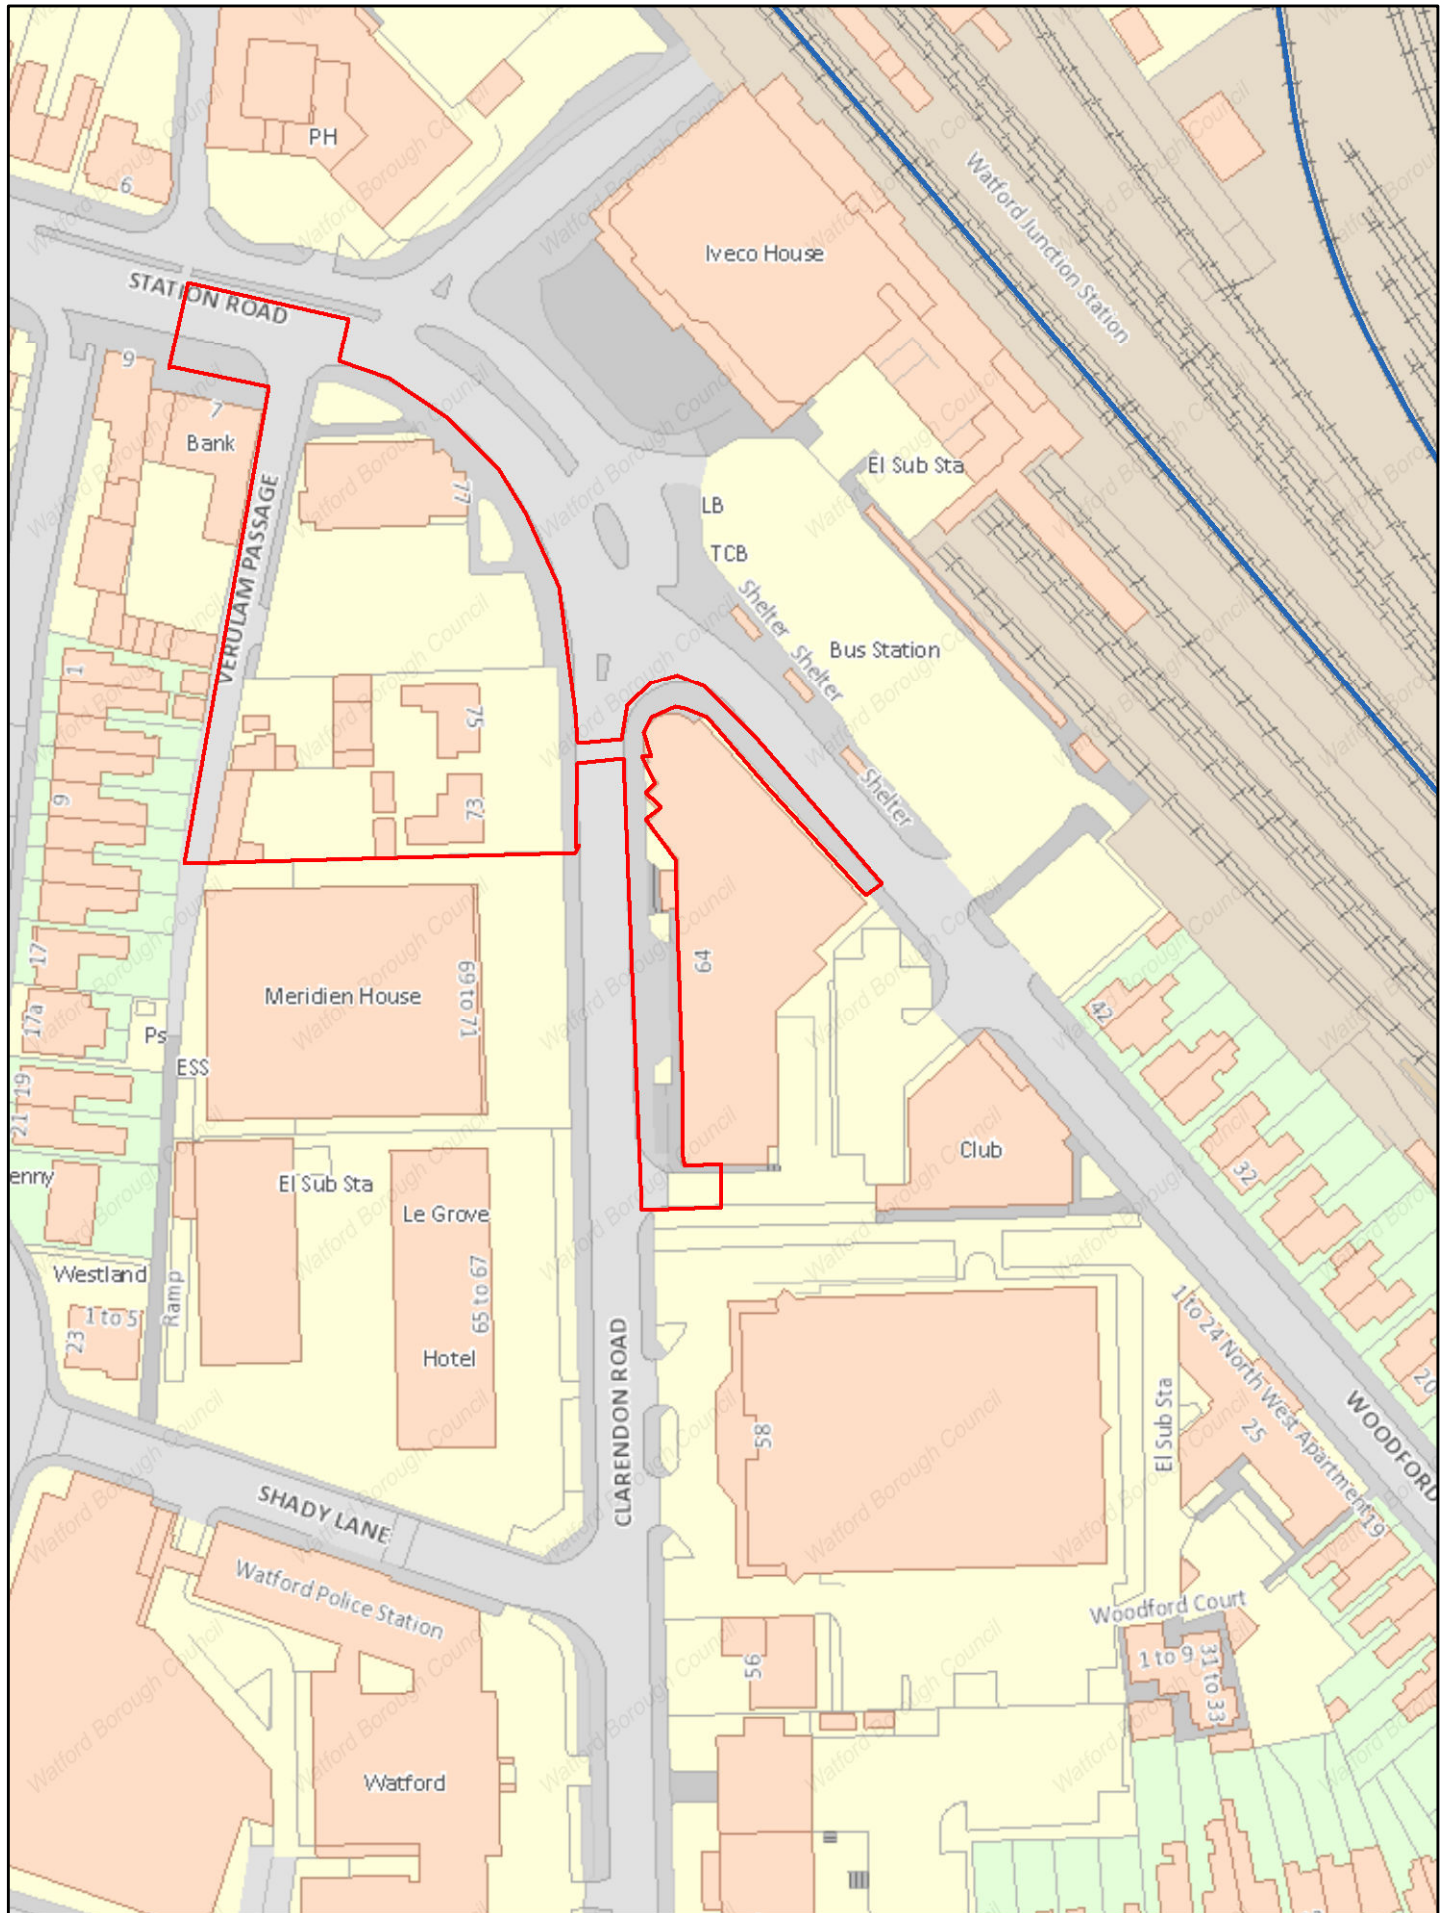 PH
6
Iveco House
Watford Junction Station
STATION ROAD
9
7
Bank
El Sub Sta
77
LB
TCB
VERULAM PASSAGE
Shelter
Shelter
Bus Station
1
75
Shelter
9
73
17
64
69 to 71
Meridien House
17a
Ps
42
ESS
19
21
Club
enny
El Sub Sta
32
Le Grove
Westland
Ramp
65 to 67
1 to 5
23
1 to 24 North West Apartment
Hotel
CLARENDON ROAD
20
El Sub Sta
WOODFORD
58
25
SHADY LANE
19
Watford Police Station
Woodford Court
56
1 to 9
31 to 33
Watford
Watford Borough Council